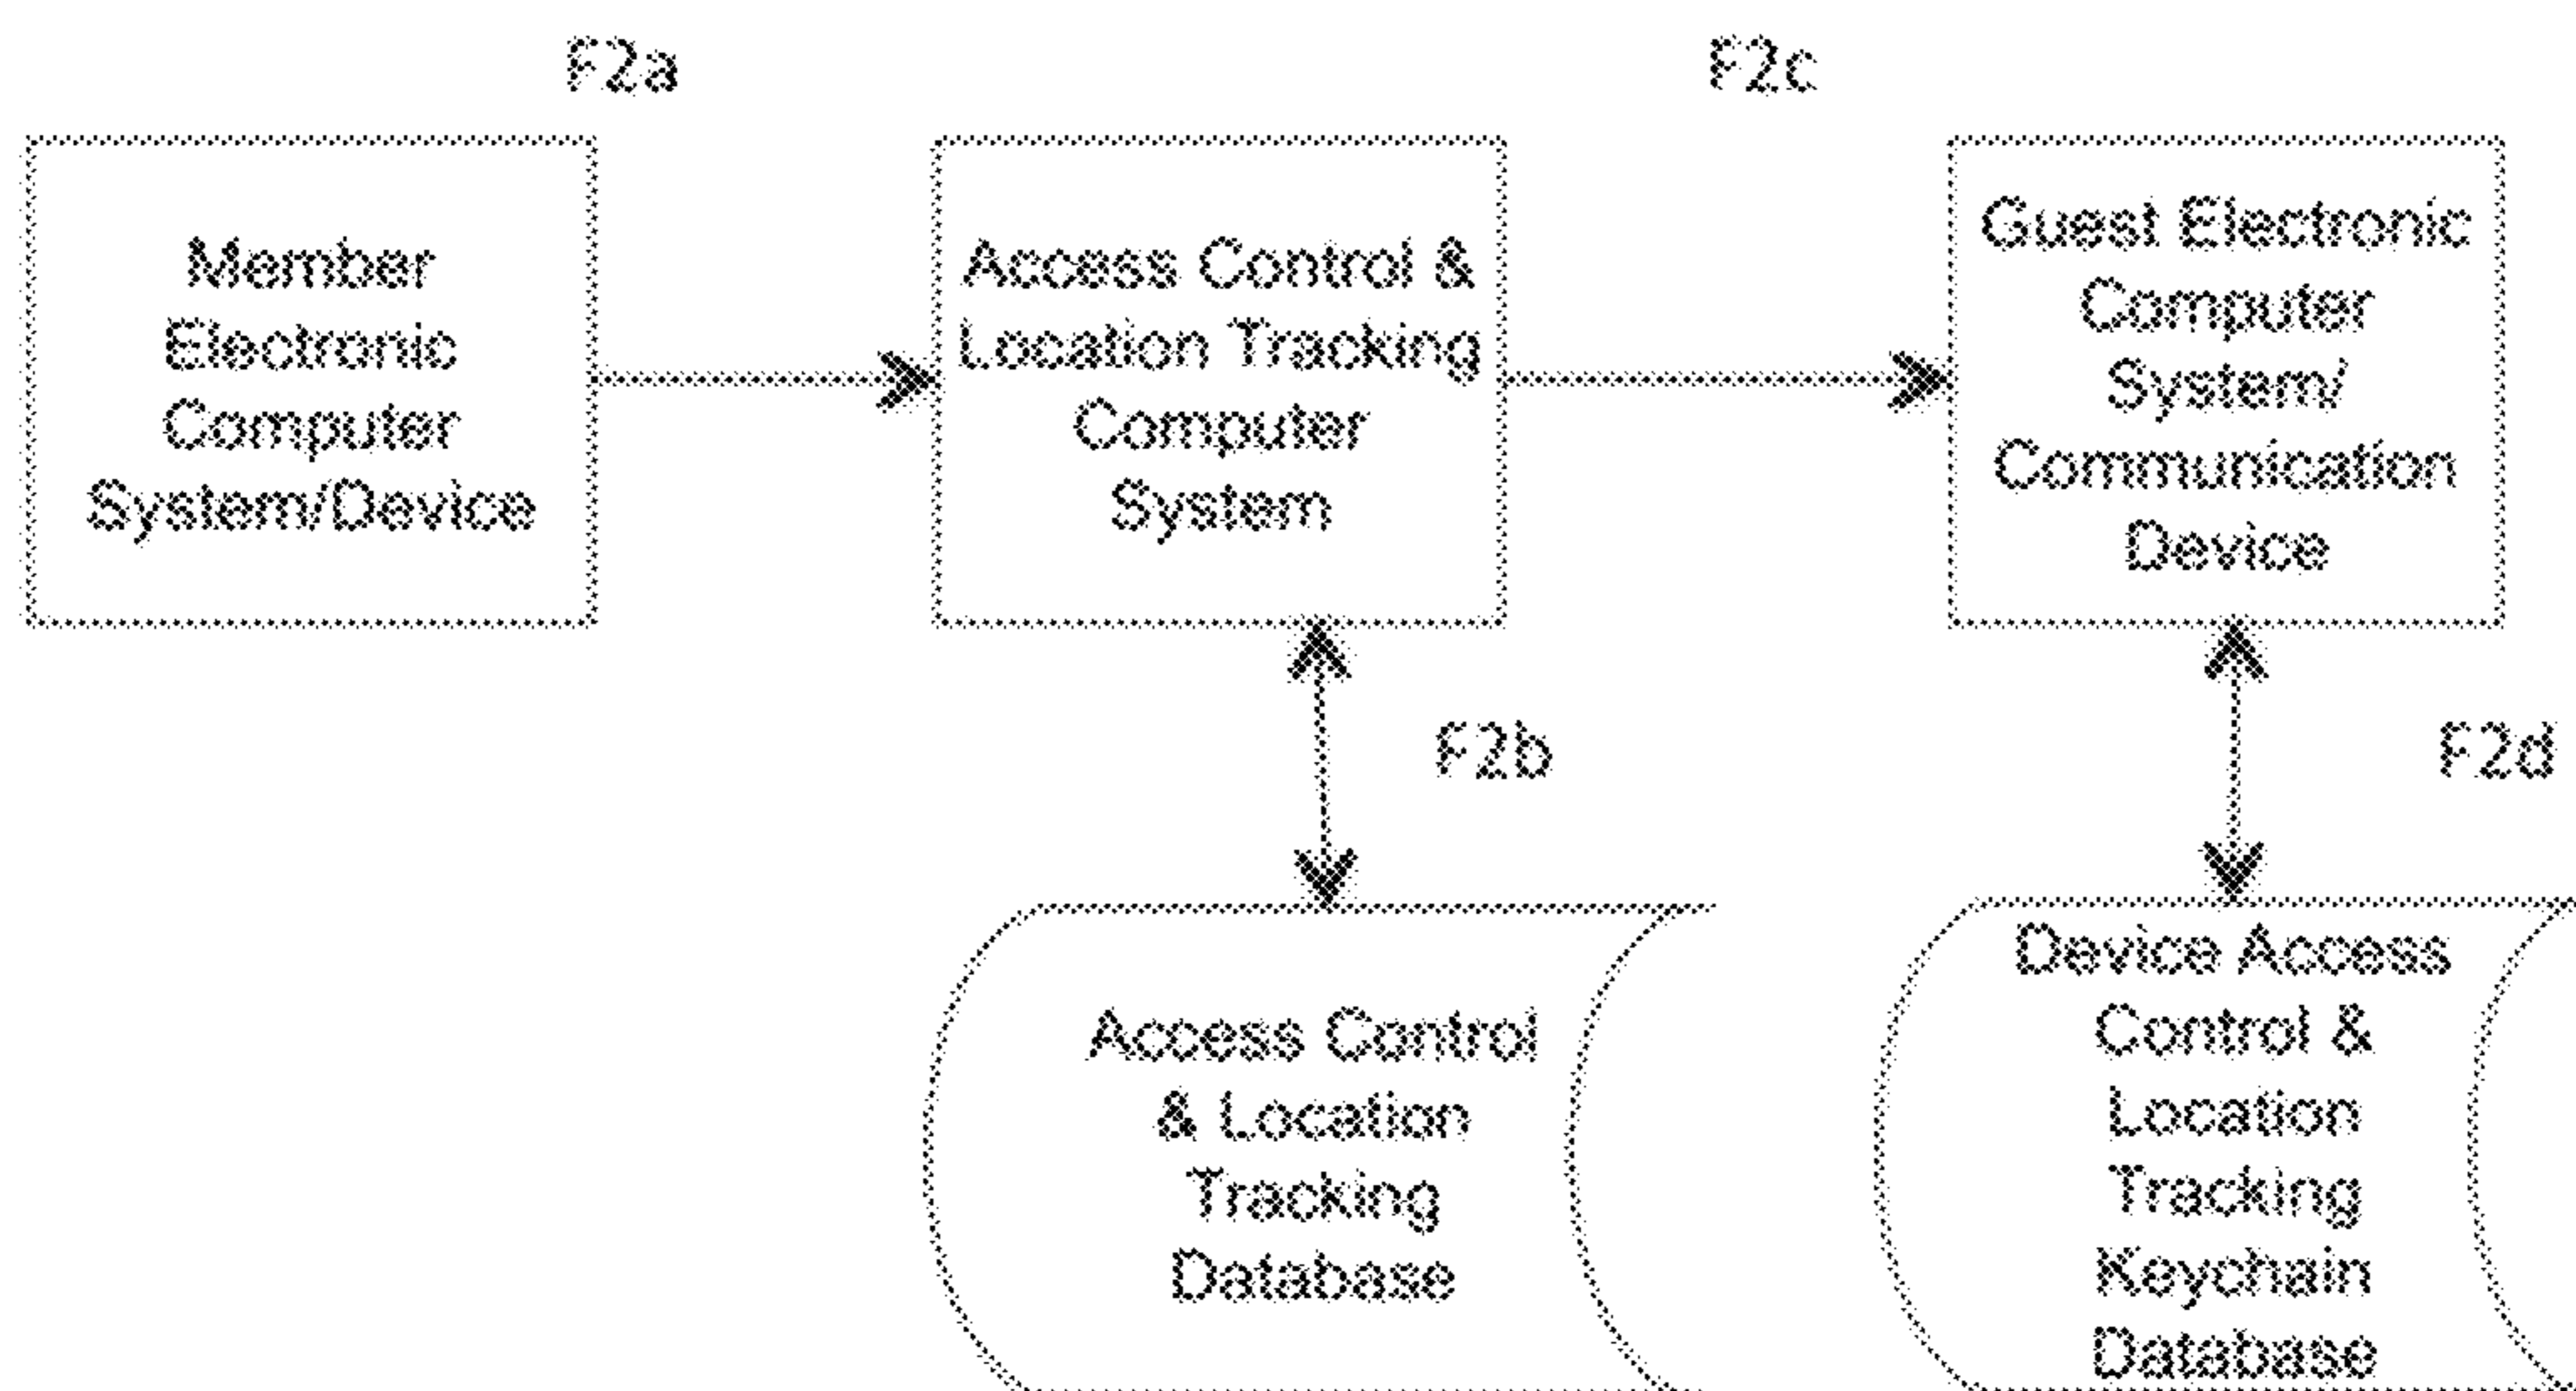 F2a
F2c
Member
Electronic
Computer
System/Device
Access Control &
Location Tracking
Computer
System
Guest Electronic
Computer
System/
Communication
Device
F2b
F2d
Access Control
& Location
Tracking
Database
Device Access
Control &
Location
Tracking
Keychain
Database